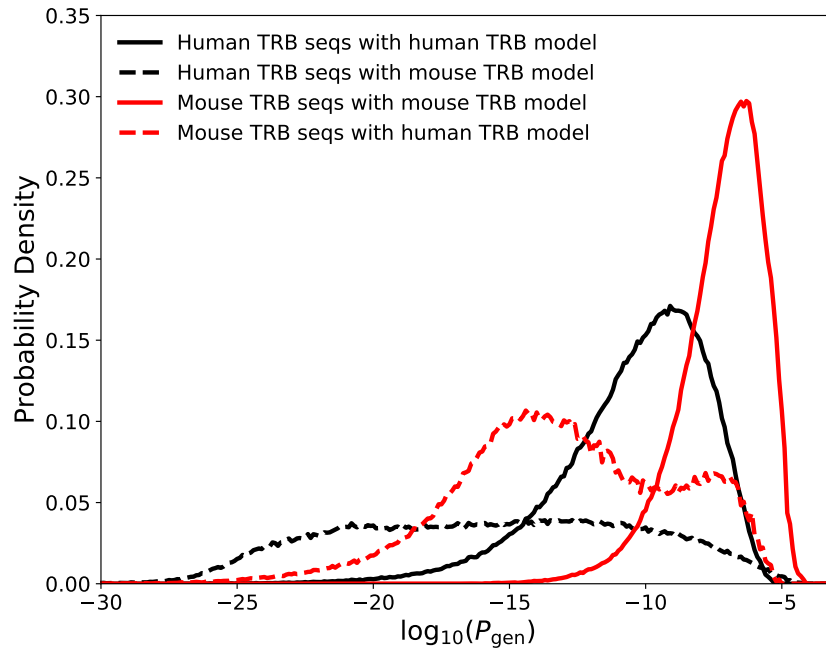 Human TRB seqs with human TRB model
Human TRB seqs with mouse TRB model
Mouse TRB seqs with mouse TRB model
Mouse TRB seqs with human TRB model
0.35
0.30
0.25
0.20
0.15
0.10
0.05
0.00
Probability Density
−30
−25
−20
−15
−10
−5
log₁₀(P_gen)